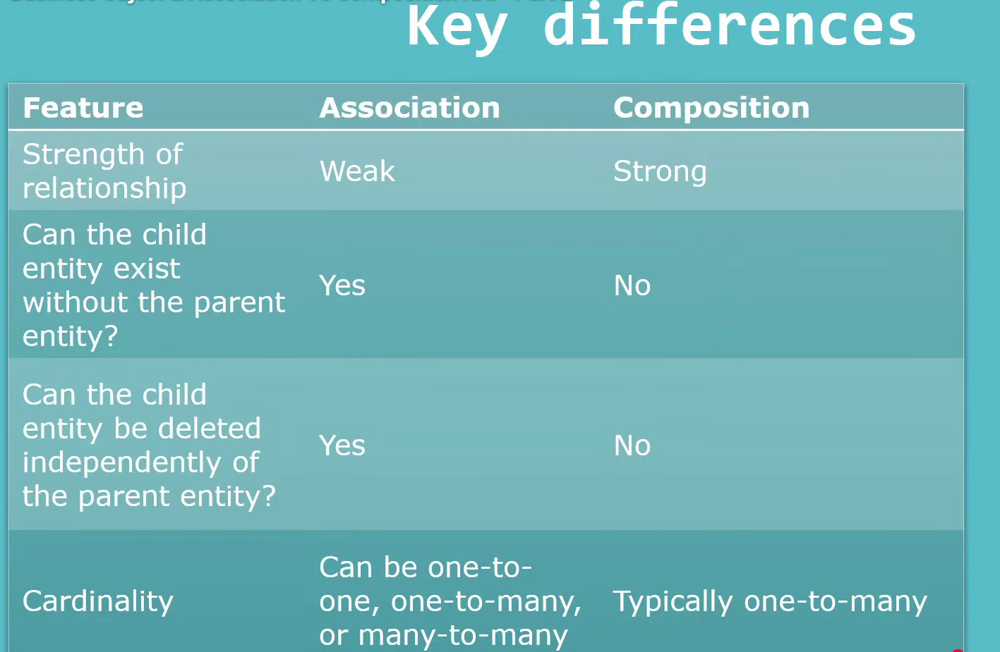 Key differences
Feature Association Composition
Strength of
relationship
Weak
Strong
Can the child
entity exist
without the parent
entity?
Yes
No
Can the child
entity be deleted
independently of
the parent entity?
Yes
No
Cardinality
Can be one-to-
one, one-to-many,
or many-to-many
Typically one-to-many